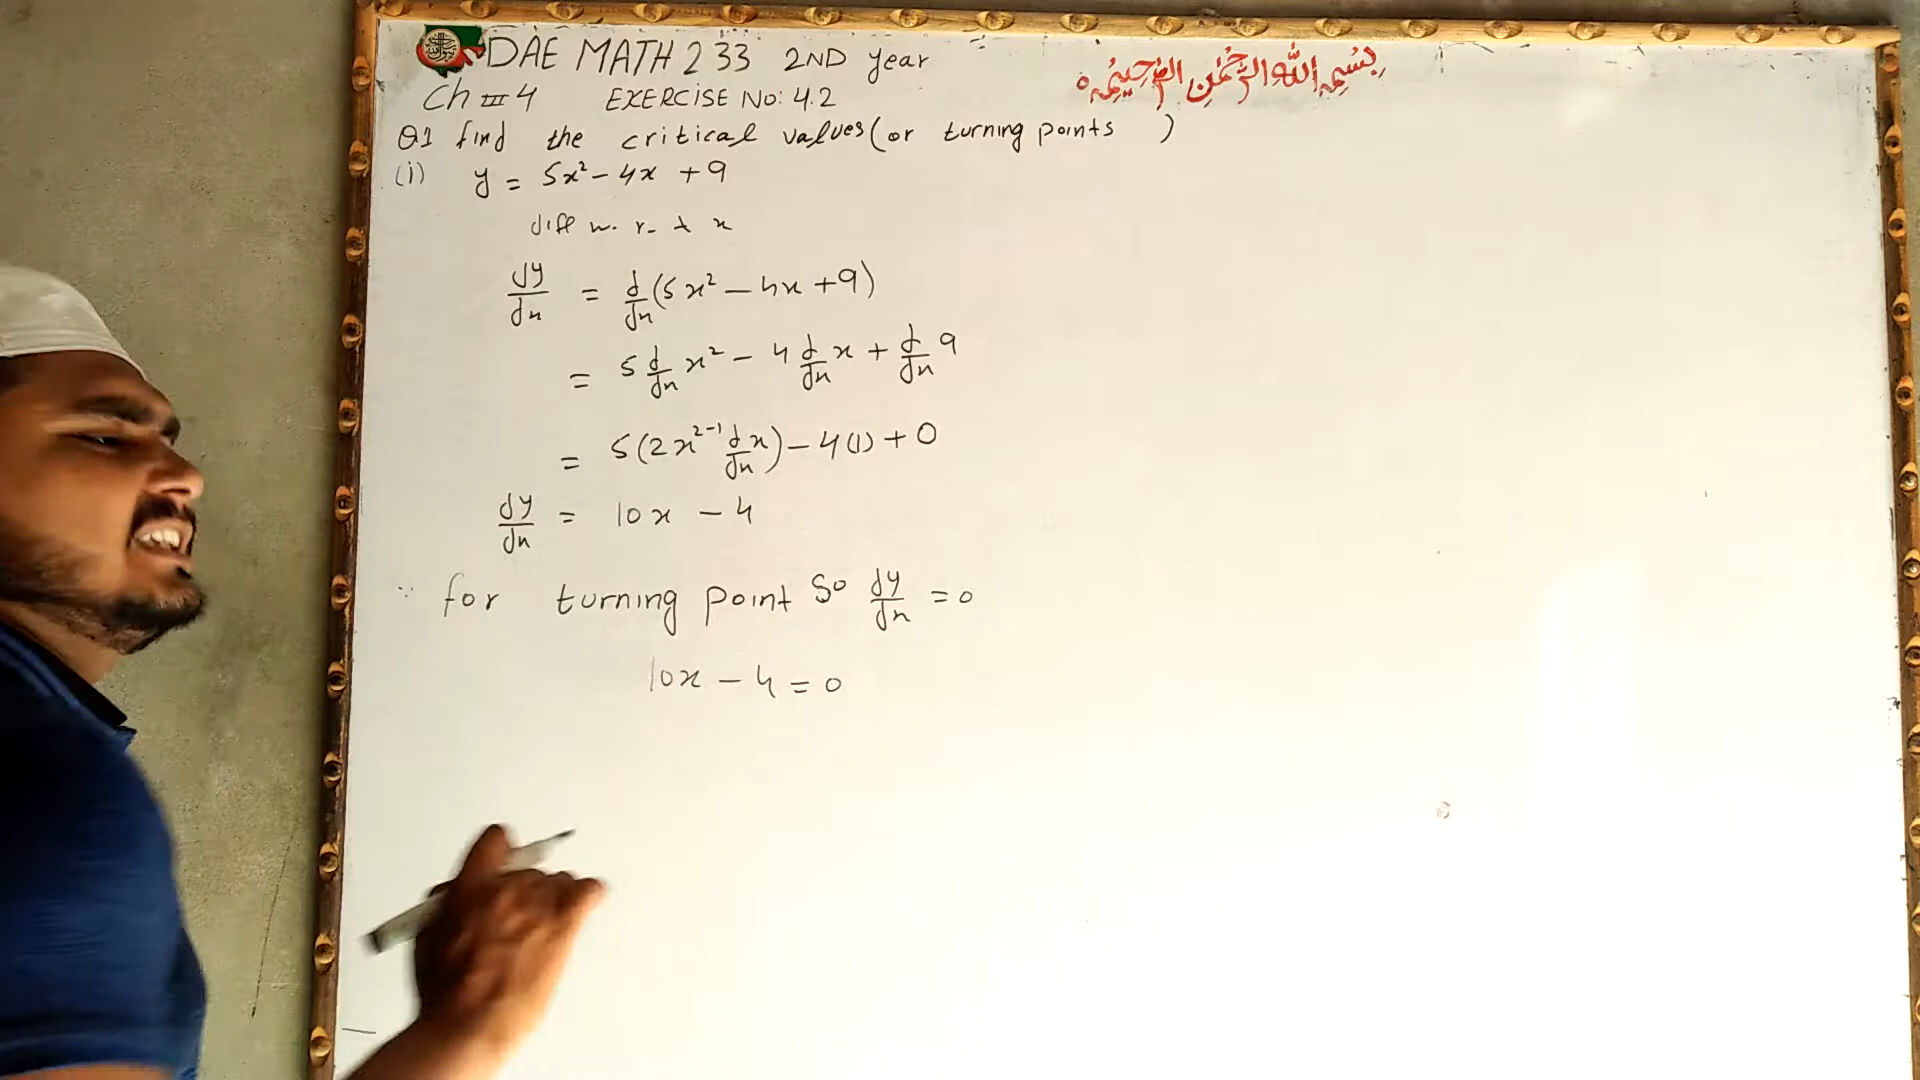 DAE MATH 233 2ND year
بِسْمِ اللّٰهِ الرَّحْمٰنِ الرَّحِيْمِ
Ch # 4 EXERCISE No: 4.2
Q1 find the critical values (or turning points )
(i) y = 5x² - 4x + 9
diff w. r. t x
dy/dx = d/dx (5x² - 4x + 9)
= 5 d/dx x² - 4 d/dx x + d/dx 9
= 5(2x²⁻¹ d/dx x) - 4(1) + 0
dy/dx = 10x - 4
∵ for turning point So dy/dx = 0
10x - 4 = 0